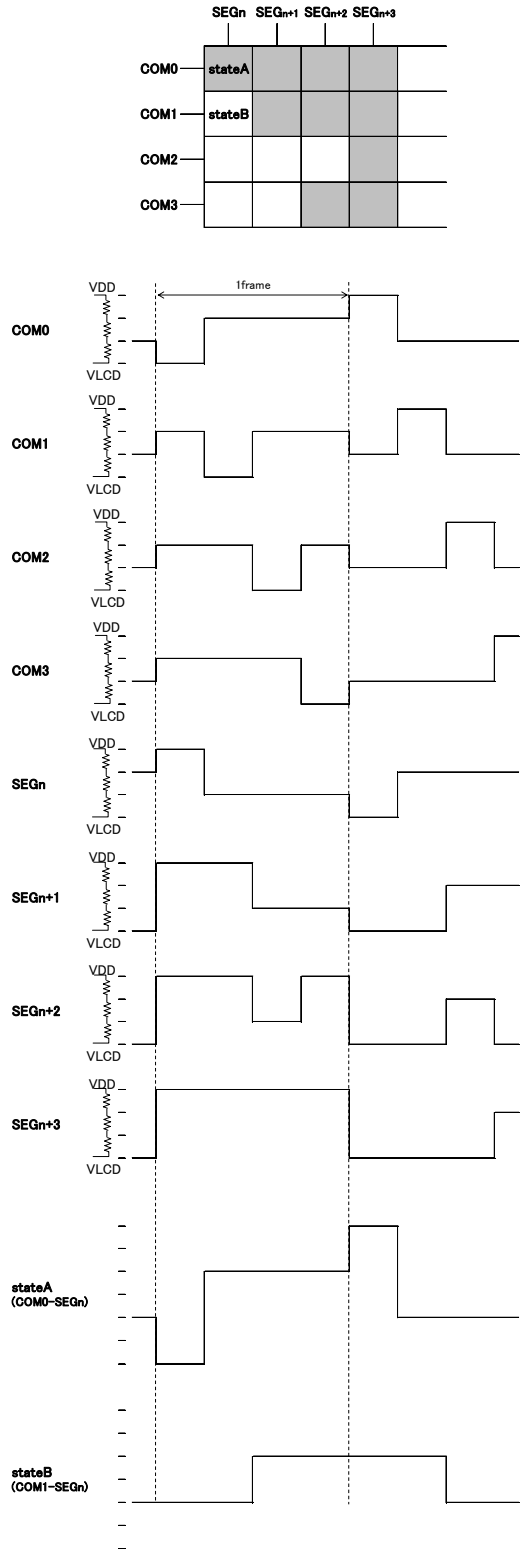 SEGn SEGn+1 SEGn+2 SEGn+3
COM0 stateA
COM1 stateB
COM2
COM3
VDD
1frame
COM0
VLCD
VDD
COM1
VLCD
VDD
COM2
VLCD
VDD
COM3
VLCD
VDD
SEGn
VLCD
VDD
SEGn+1
VLCD
VDD
SEGn+2
VLCD
VDD
SEGn+3
VLCD
stateA
(COM0-SEGn)
stateB
(COM1-SEGn)